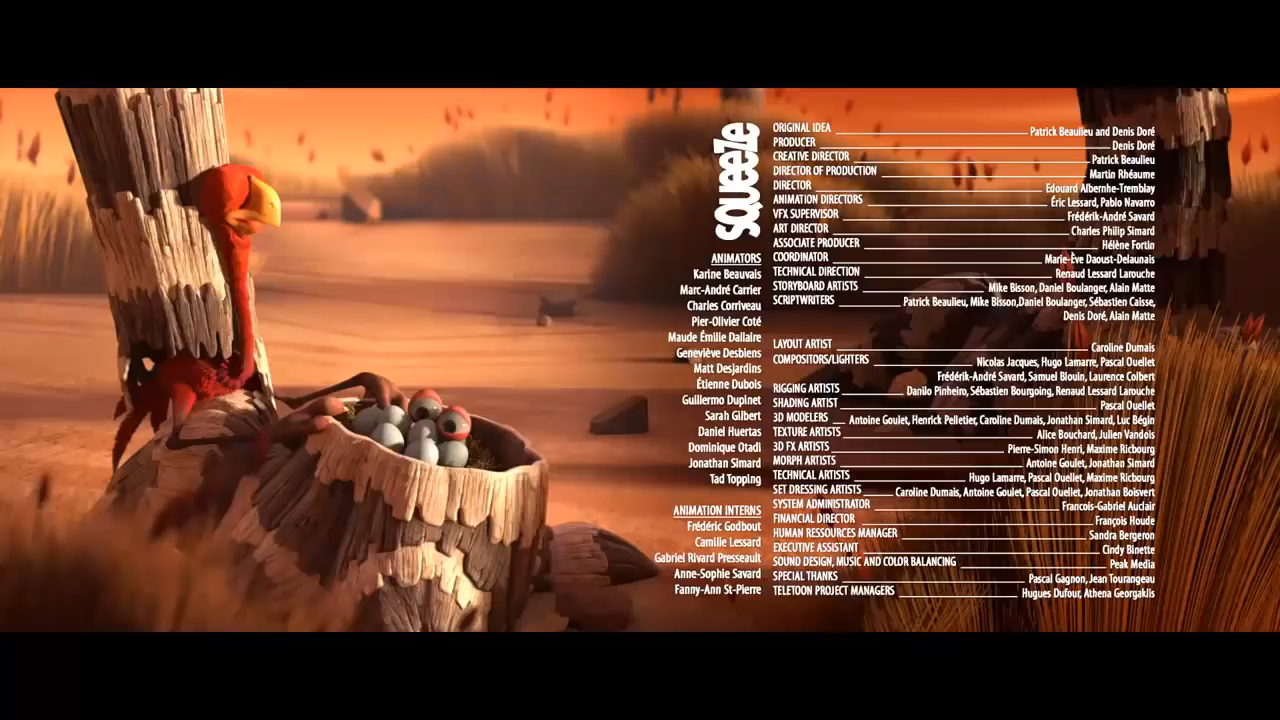 squeeze
ANIMATORS
Karine Beauvais
Marc-André Carrier
Charles Corriveau
Pier-Olivier Coté
Maude Émilie Dallaire
Geneviève Desbiens
Matt Desjardins
Étienne Dubois
Guillermo Dupinet
Sarah Gilbert
Daniel Huertas
Dominique Otadi
Jonathan Simard
Tad Topping
ANIMATION INTERNS
Frédéric Godbout
Camille Lessard
Gabriel Rivard Presseault
Anne-Sophie Savard
Fanny-Ann St-Pierre
ORIGINAL IDEA Patrick Beaulieu and Denis Doré
PRODUCER Denis Doré
CREATIVE DIRECTOR Patrick Beaulieu
DIRECTOR OF PRODUCTION Martin Rhéaume
DIRECTOR Edouard Albernhe-Tremblay
ANIMATION DIRECTORS Éric Lessard, Pablo Navarro
VFX SUPERVISOR Frédérik-André Savard
ART DIRECTOR Charles Philip Simard
ASSOCIATE PRODUCER Hélène Fortin
COORDINATOR Marie-Ève Daoust-Delaunais
TECHNICAL DIRECTION Renaud Lessard Larouche
STORYBOARD ARTISTS Mike Bisson, Daniel Boulanger, Alain Matte
SCRIPTWRITERS Patrick Beaulieu, Mike Bisson,Daniel Boulanger, Sébastien Caisse,
Denis Doré, Alain Matte
LAYOUT ARTIST Caroline Dumais
COMPOSITORS/LIGHTERS Nicolas Jacques, Hugo Lamarre, Pascal Ouellet
Frédérik-André Savard, Samuel Blouin, Laurence Colbert
RIGGING ARTISTS Danilo Pinheiro, Sébastien Bourgoing, Renaud Lessard Larouche
SHADING ARTIST Pascal Ouellet
3D MODELERS Antoine Goulet, Henrick Pelletier, Caroline Dumais, Jonathan Simard, Luc Bégin
TEXTURE ARTISTS Alice Bouchard, Julien Vandois
3D FX ARTISTS Pierre-Simon Henri, Maxime Ricbourg
MORPH ARTISTS Antoine Goulet, Jonathan Simard
TECHNICAL ARTISTS Hugo Lamarre, Pascal Ouellet, Maxime Ricbourg
SET DRESSING ARTISTS Caroline Dumais, Antoine Goulet, Pascal Ouellet, Jonathan Boisvert
SYSTEM ADMINISTRATOR Francois-Gabriel Auclair
FINANCIAL DIRECTOR François Houde
HUMAN RESSOURCES MANAGER Sandra Bergeron
EXECUTIVE ASSISTANT Cindy Binette
SOUND DESIGN, MUSIC AND COLOR BALANCING Peak Media
SPECIAL THANKS Pascal Gagnon, Jean Tourangeau
TELETOON PROJECT MANAGERS Hugues Dufour, Athena Georgaklis